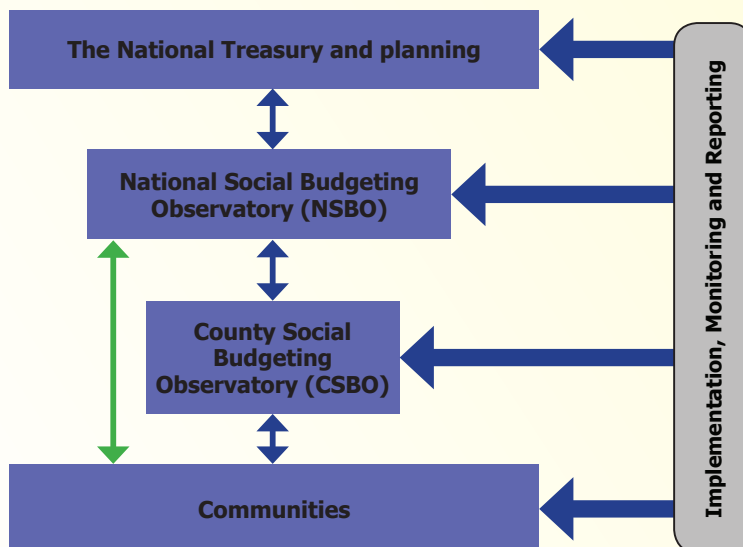 The National Treasury and planning
National Social Budgeting
Observatory (NSBO)
County Social
Budgeting
Observatory (CSBO)
Communities
Implementation, Monitoring and Reporting